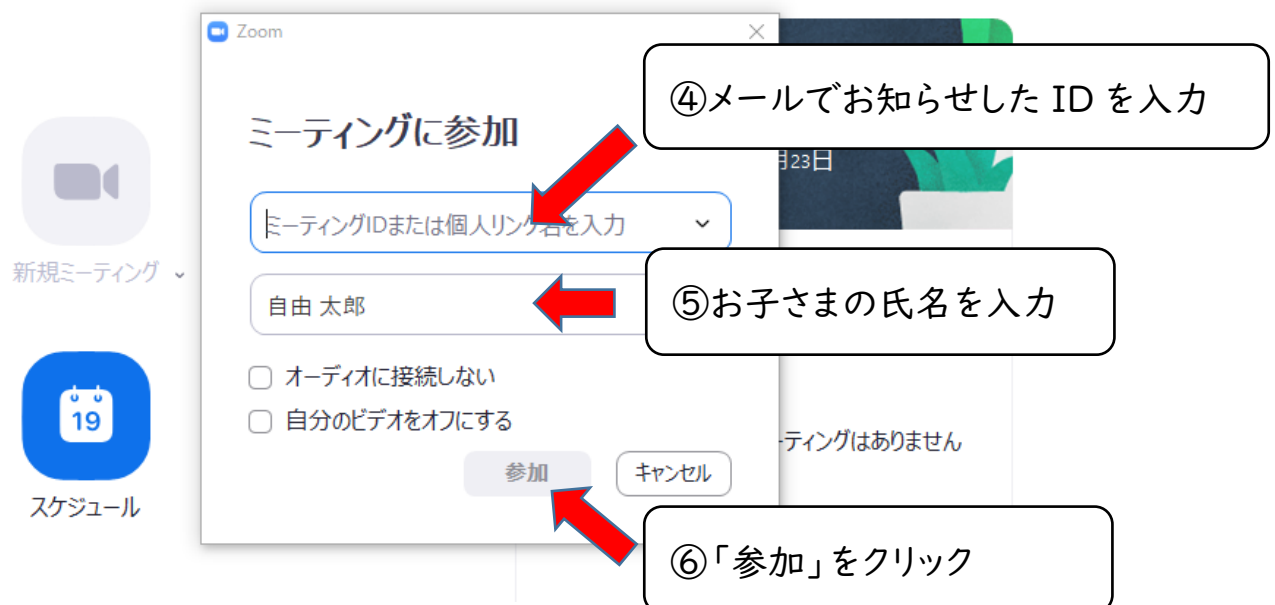 Zoom
④メールでお知らせした ID を入力
ミーティングに参加
月23日
ミーティングIDまたは個人リンク名を入力
新規ミーティング
自由 太郎
⑤お子さまの氏名を入力
オーディオに接続しない
19
自分のビデオをオフにする
ーティングはありません
参加
キャンセル
スケジュール
⑥「参加」をクリック